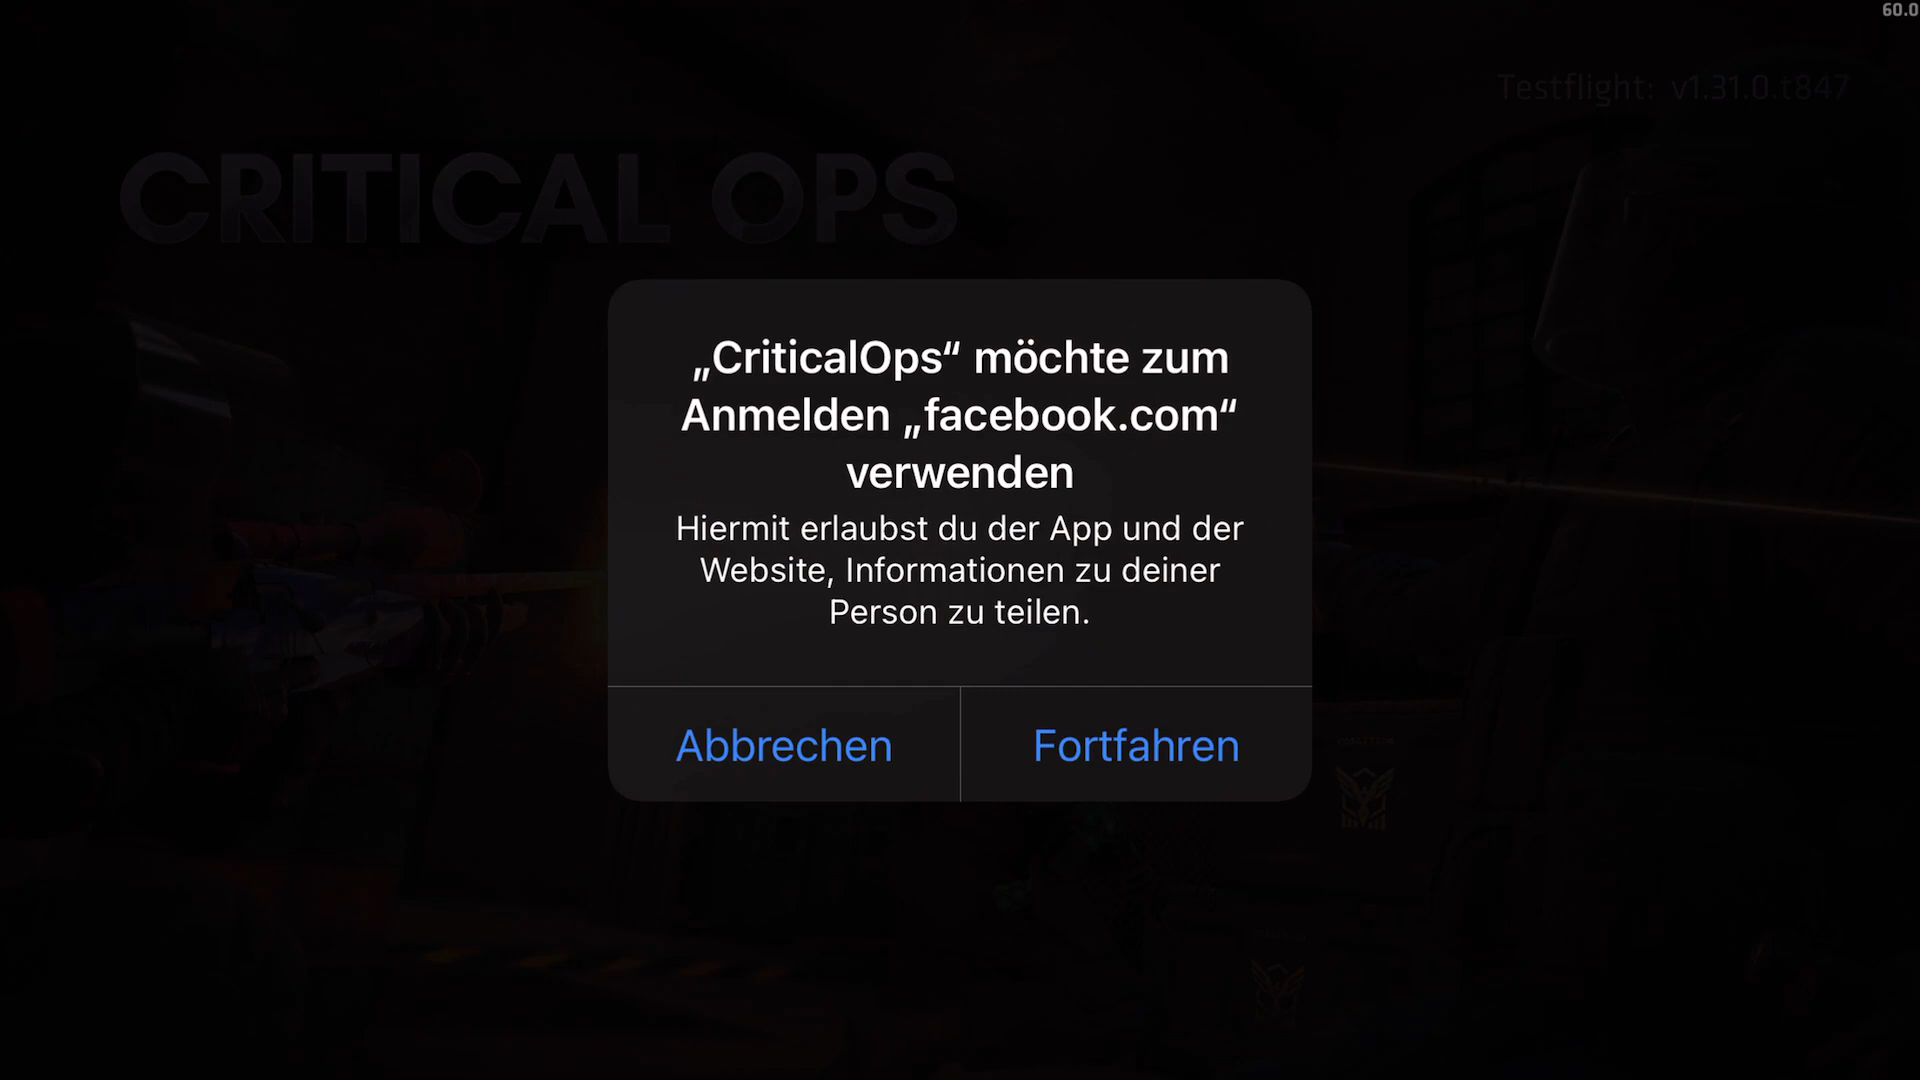 60.0
Testflight: v1.31.0.t847
CRITICAL OPS
„CriticalOps“ möchte zum
Anmelden „facebook.com“
verwenden
Hiermit erlaubst du der App und der
Website, Informationen zu deiner
Person zu teilen.
Abbrechen
Fortfahren